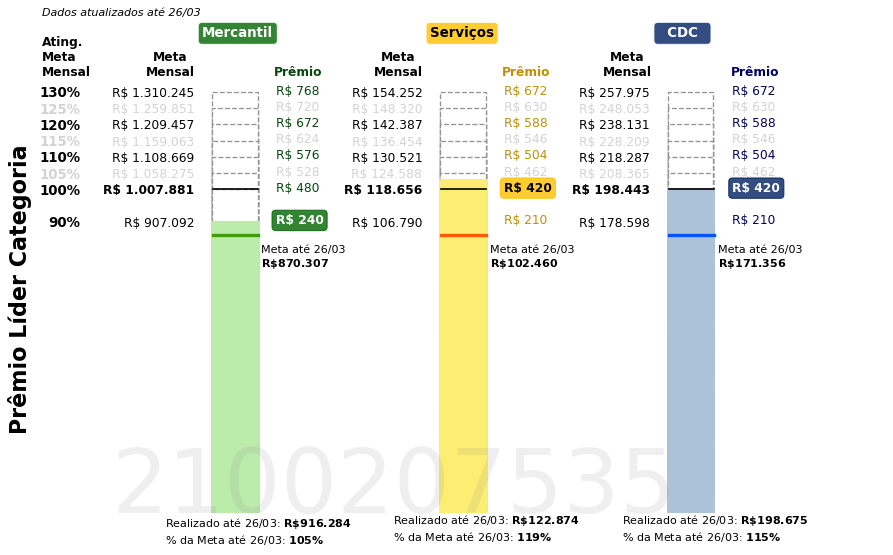 Dados atualizados até 26/03
Mercantil Serviços CDC
Ating. Meta Mensal
Meta Mensal Prêmio Meta Mensal Prêmio Meta Mensal Prêmio
130% R$ 1.310.245 R$ 768 R$ 154.252 R$ 672 R$ 257.975 R$ 672
125% R$ 1.259.851 R$ 720 R$ 148.320 R$ 630 R$ 248.053 R$ 630
120% R$ 1.209.457 R$ 672 R$ 142.387 R$ 588 R$ 238.131 R$ 588
115% R$ 1.159.063 R$ 624 R$ 136.454 R$ 546 R$ 228.209 R$ 546
110% R$ 1.108.669 R$ 576 R$ 130.521 R$ 504 R$ 218.287 R$ 504
105% R$ 1.058.275 R$ 528 R$ 124.588 R$ 462 R$ 208.365 R$ 462
100% R$ 1.007.881 R$ 480 R$ 118.656 R$ 420 R$ 198.443 R$ 420
90% R$ 907.092 R$ 240 R$ 106.790 R$ 210 R$ 178.598 R$ 210
Meta até 26/03 Meta até 26/03 Meta até 26/03
R$870.307 R$102.460 R$171.356
Prêmio Líder Categoria
2100207535
Realizado até 26/03: R$916.284 Realizado até 26/03: R$122.874 Realizado até 26/03: R$198.675
% da Meta até 26/03: 105% % da Meta até 26/03: 119% % da Meta até 26/03: 115%